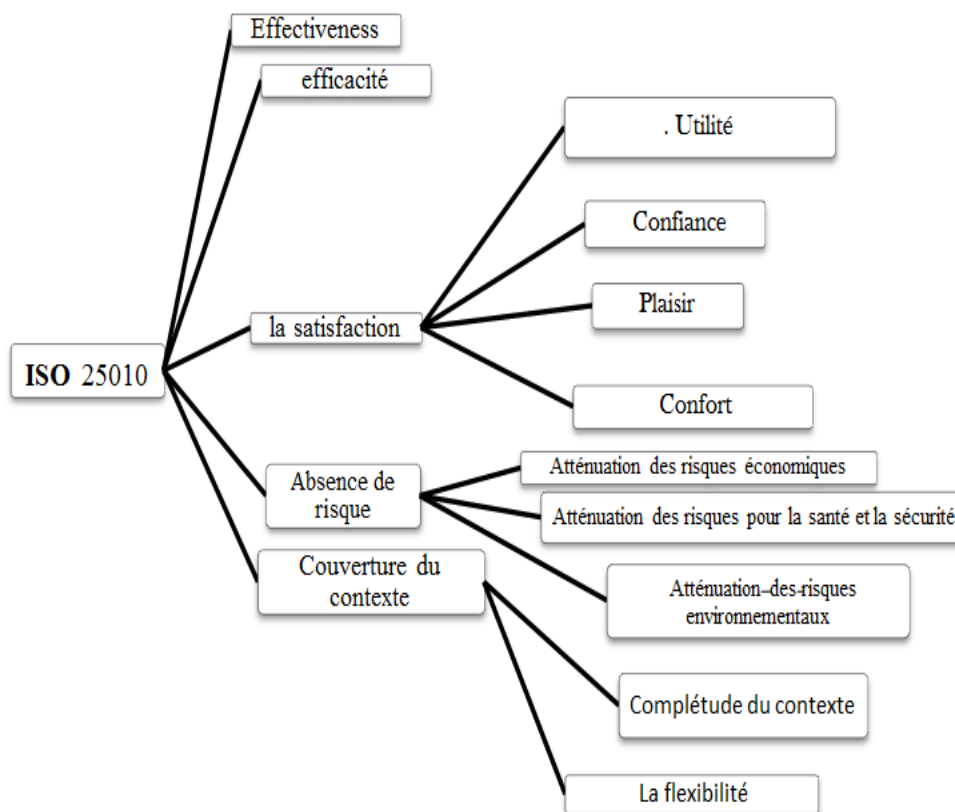 Effectiveness
efficacité
. Utilité
Confiance
Plaisir
la satisfaction
ISO 25010
Confort
Absence de
risque
Atténuation des risques économiques
Atténuation des risques pour la santé et la sécurité
Couverture du
contexte
Atténuation–des-risques
environnementaux
Complétude du contexte
La flexibilité